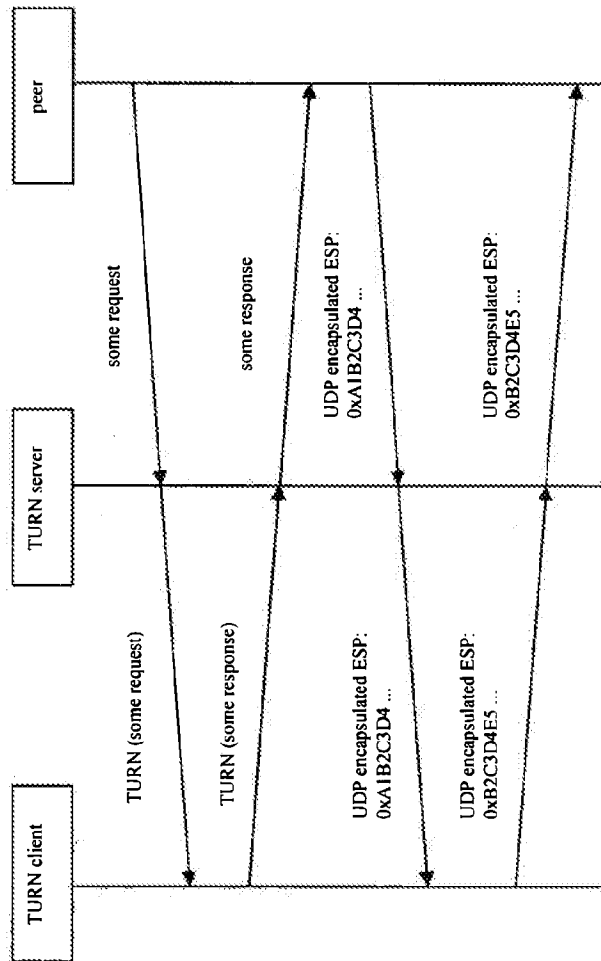 TURN client
TURN server
peer
TURN (some request)
some request
TURN (some response)
some response
UDP encapsulated ESP:
0xA1B2C3D4 ...
UDP encapsulated ESP:
0xA1B2C3D4 ...
UDP encapsulated ESP:
0xB2C3D4E5 ...
UDP encapsulated ESP:
0xB2C3D4E5 ...